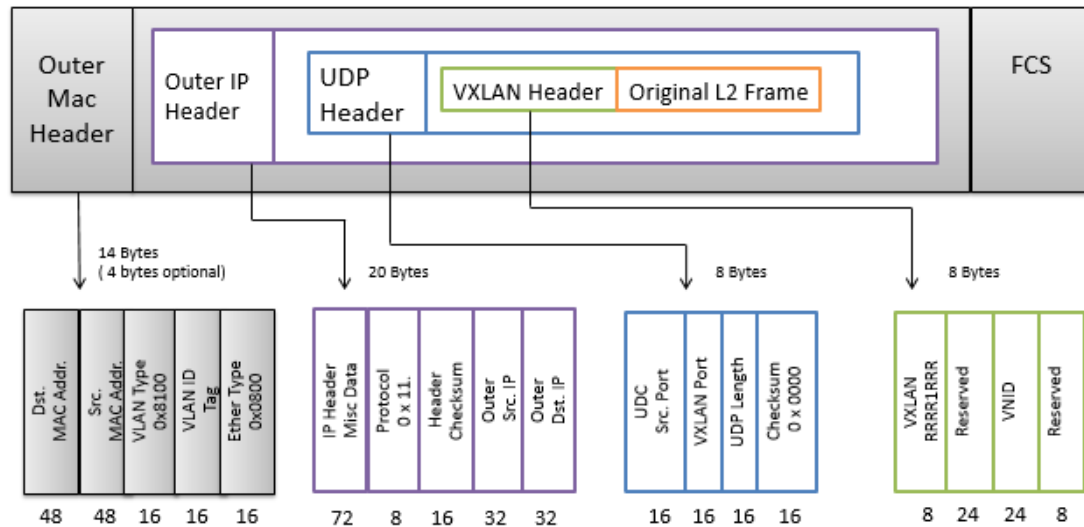 Outer
Mac
Header
Outer IP
Header
UDP
Header
VXLAN Header
Original L2 Frame
FCS
14 Bytes
( 4 bytes optional)
20 Bytes
8 Bytes
8 Bytes
Dst.
MAC Addr.
Src.
MAC Addr.
VLAN Type
0x8100
VLAN ID
Tag
Ether Type
0x0800
IP Header
Misc Data
Protocol
0 x 11.
Header
Checksum
Outer
Src. IP
Outer
Dst. IP
UDC
Src. Port
VXLAN Port
UDP Length
Checksum
0 x 0000
VXLAN
RRRR1RRR
Reserved
VNID
Reserved
48 48 16 16 16
72 8 16 32 32
16 16 16 16
8 24 24 8